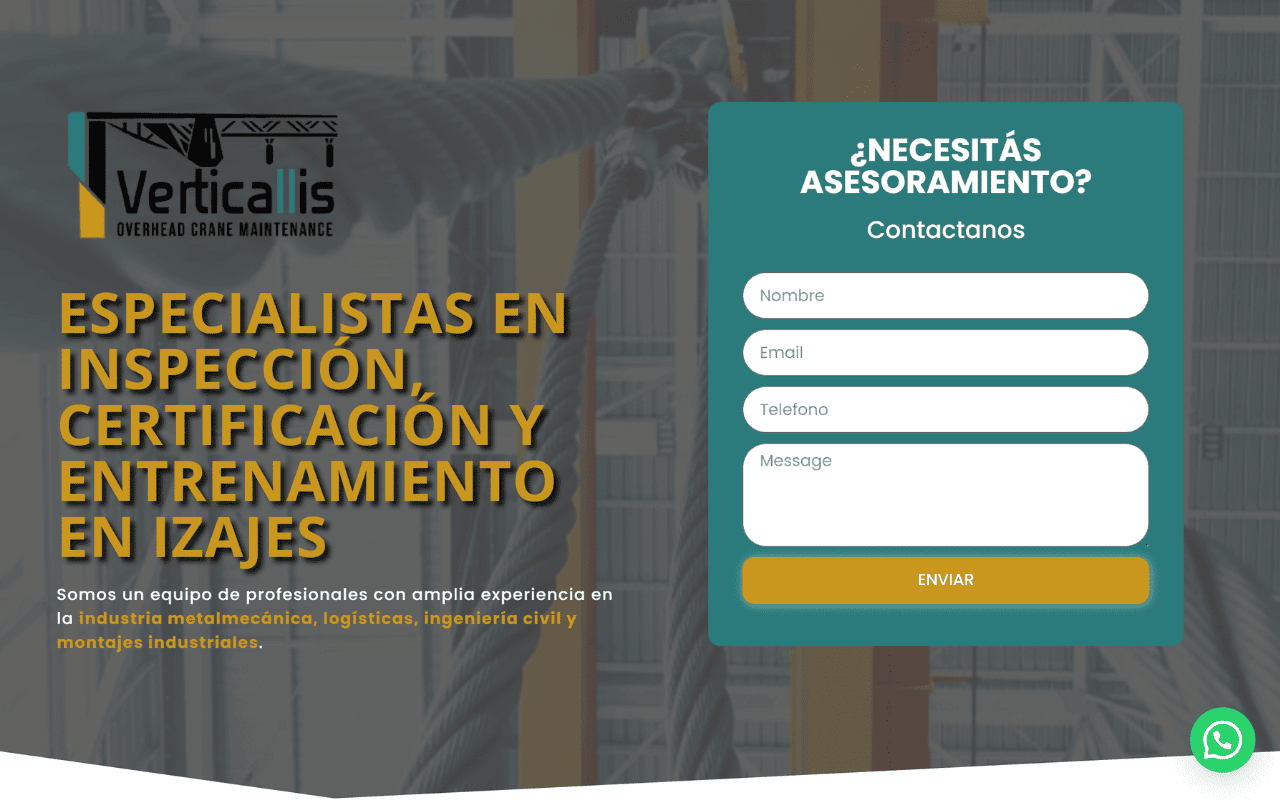 Verticallis
OVERHEAD CRANE MAINTENANCE
ESPECIALISTAS EN
INSPECCIÓN,
CERTIFICACIÓN Y
ENTRENAMIENTO
EN IZAJES
Somos un equipo de profesionales con amplia experiencia en
la industria metalmecánica, logísticas, ingeniería civil y
montajes industriales.
¿NECESITÁS
ASESORAMIENTO?
Contactanos
Nombre
Email
Telefono
Message
ENVIAR